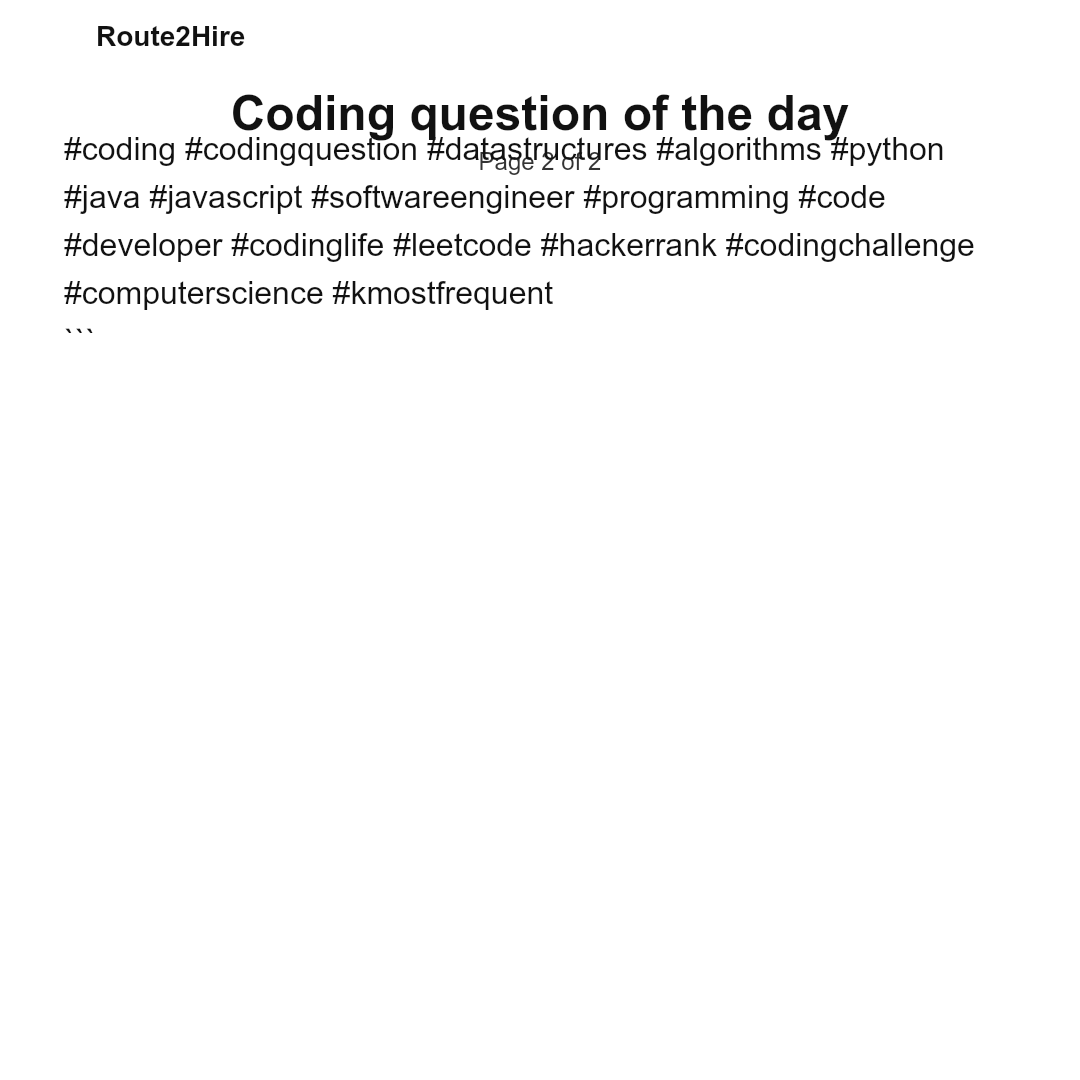 Route2Hire
Coding question of the day
#coding #codingquestion #datastructures #algorithms #python
Page 2 of 2
#java #javascript #softwareengineer #programming #code
#developer #codinglife #leetcode #hackerrank #codingchallenge
#computerscience #kmostfrequent
```